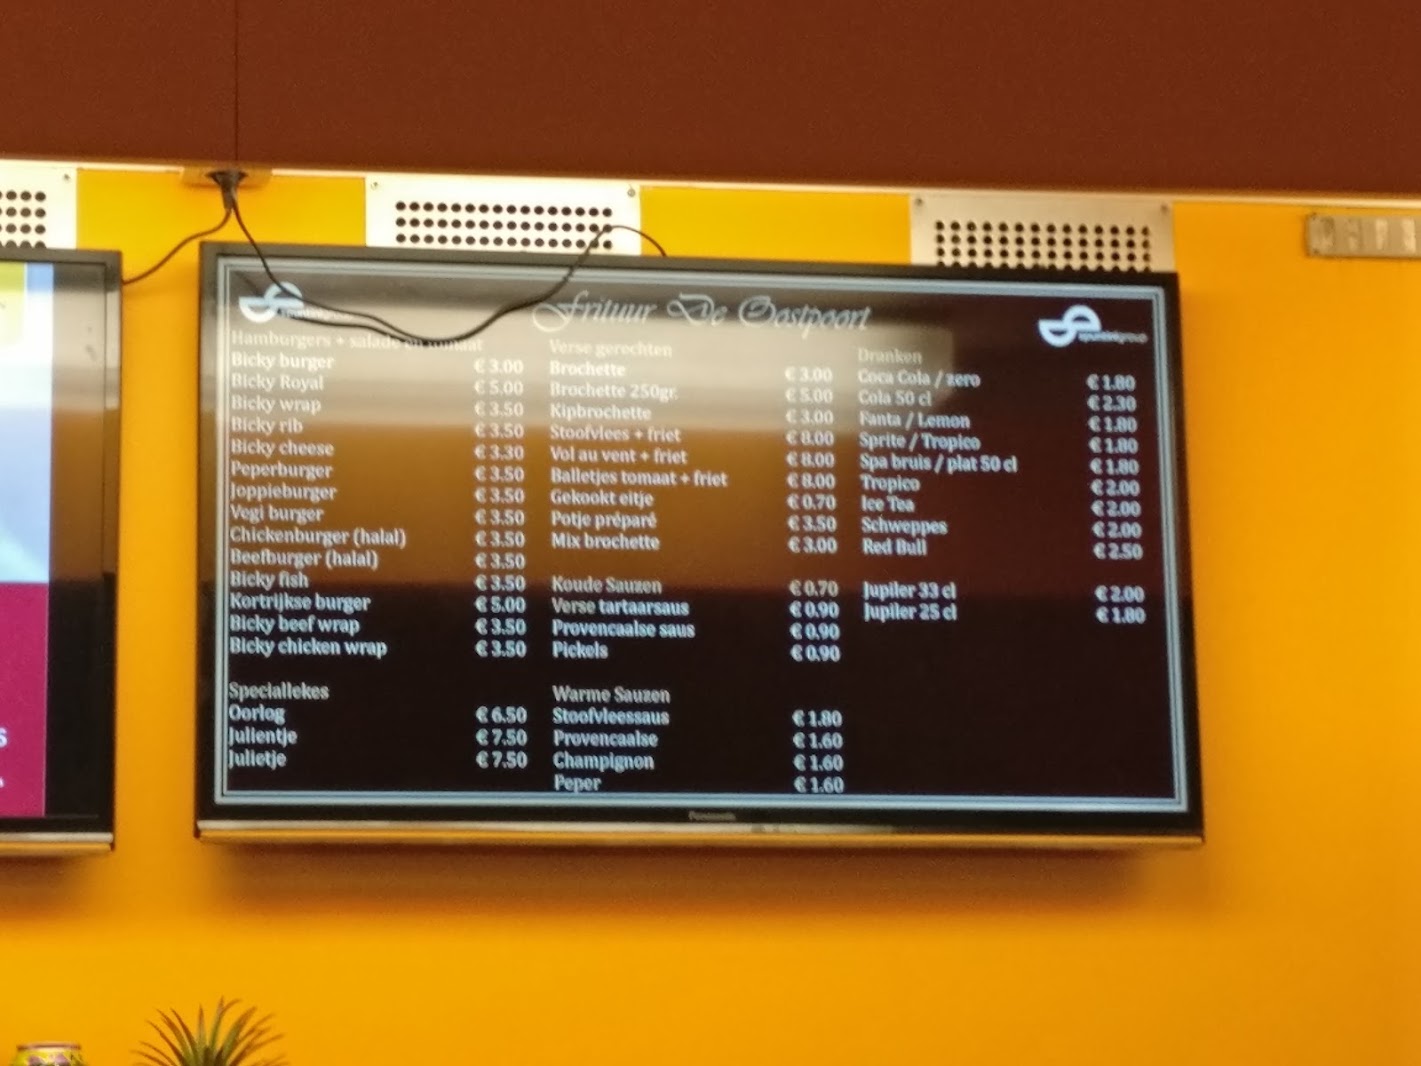 Frituur De Oostpoort
Hamburgers + salade en tomaat
Bicky burger € 3.00
Bicky Royal € 5.00
Bicky wrap € 3.50
Bicky rib € 3.50
Bicky cheese € 3.30
Peperburger € 3.50
Joppieburger € 3.50
Vegi burger € 3.50
Chickenburger (halal) € 3.50
Beefburger (halal) € 3.50
Bicky fish € 3.50
Kortrijkse burger € 5.00
Bicky beef wrap € 3.50
Bicky chicken wrap € 3.50
Speciallekes
Oorlog € 6.50
Julientje € 7.50
Julietje € 7.50
Verse gerechten
Brochette € 3.00
Brochette 250gr. € 5.00
Kipbrochette € 3.00
Stoofvlees + friet € 8.00
Vol au vent + friet € 8.00
Balletjes tomaat + friet € 8.00
Gekookt eitje € 0.70
Potje préparé € 3.50
Mix brochette € 3.00
Koude Sauzen € 0.70
Verse tartaarsaus € 0.90
Provencaalse saus € 0.90
Pickels € 0.90
Warme Sauzen
Stoofvleessaus € 1.80
Provencaalse € 1.60
Champignon € 1.60
Peper € 1.60
Dranken
Coca Cola / zero € 1.80
Cola 50 cl € 2.30
Fanta / Lemon € 1.80
Sprite / Tropico € 1.80
Spa bruis / plat 50 cl € 1.80
Tropico € 2.00
Ice Tea € 2.00
Schweppes € 2.00
Red Bull € 2.50
Jupiler 33 cl € 2.00
Jupiler 25 cl € 1.80
Panasonic